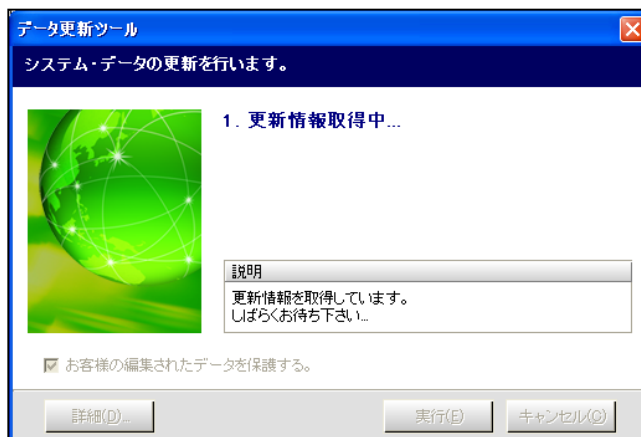 データ更新ツール
システム・データの更新を行います。
1. 更新情報取得中...
説明
更新情報を取得しています。
しばらくお待ち下さい...
お客様の編集されたデータを保護する。
詳細(D)...
実行(E)
キャンセル(C)